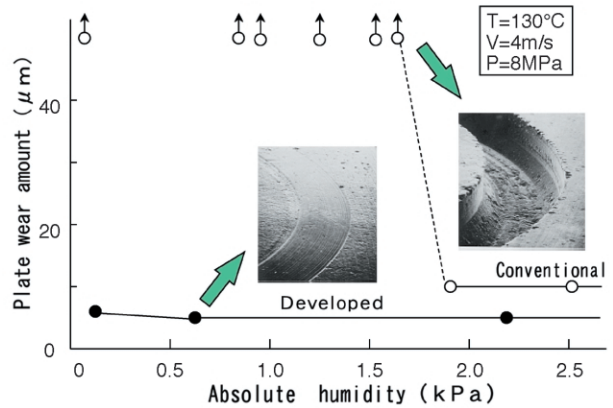 T=130°C
V=4m/s
P=8MPa
Plate wear amount (μm)
40
20
0
Conventional
Developed
0 0.5 1.0 1.5 2.0 2.5
Absolute humidity (kPa)